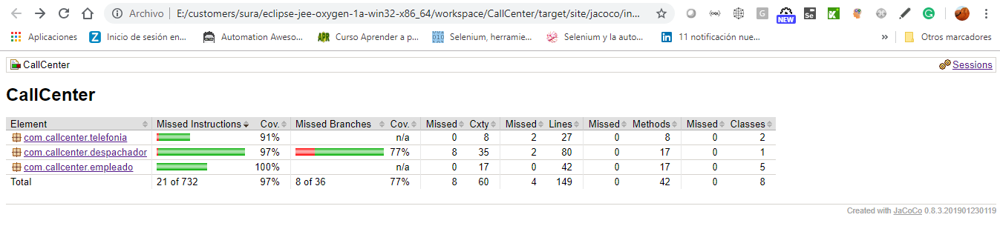 Archivo E:/customers/sura/eclipse-jee-oxygen-1a-win32-x86_64/workspace/CallCenter/target/site/jacoco/in...
NEW
Aplicaciones Inicio de sesión en... Automation Aweso... APR Curso Aprender a p... Selenium, herramie... Selenium y la auto... 11 notificación nue... » Otros marcadores
CallCenter Sessions
CallCenter
Element Missed Instructions Cov. Missed Branches Cov. Missed Cxty Missed Lines Missed Methods Missed Classes
com.callcenter.telefonia 91% n/a 0 8 2 27 0 8 0 2
com.callcenter.despachador 97% 77% 8 35 2 80 0 17 0 1
com.callcenter.empleado 100% n/a 0 17 0 42 0 17 0 5
Total 21 of 732 97% 8 of 36 77% 8 60 4 149 0 42 0 8
Created with JaCoCo 0.8.3.201901230119